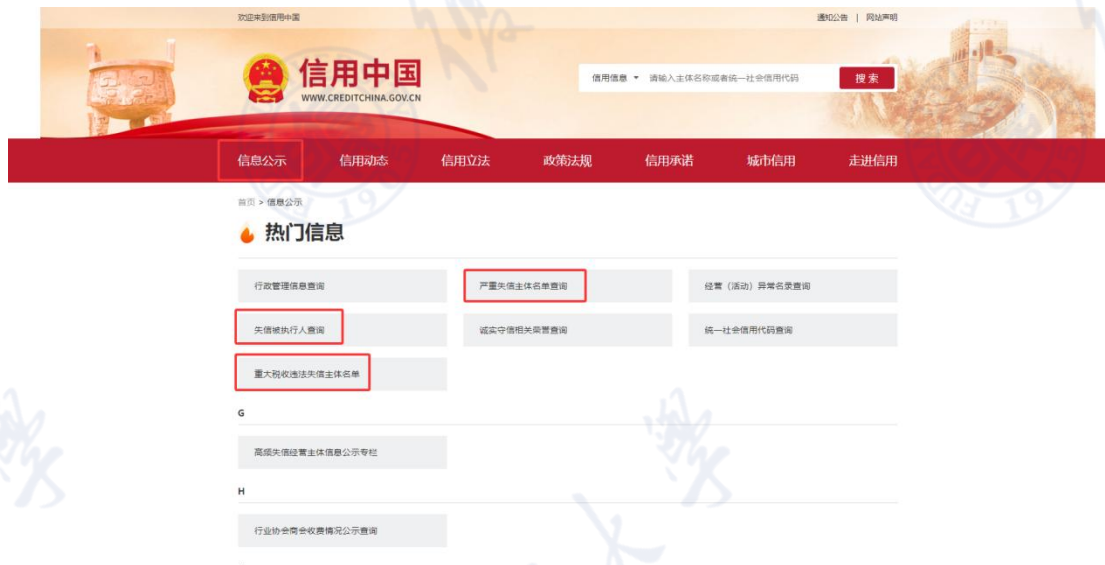 欢迎来到信用中国
通知公告 | 网站声明
信用中国
WWW.CREDITCHINA.GOV.CN
信用信息 请输入主体名称或者统一社会信用代码 搜索
信息公示 信用动态 信用立法 政策法规 信用承诺 城市信用 走进信用
首页 > 信息公示
热门信息
行政管理信息查询 严重失信主体名单查询 经营（活动）异常名录查询
失信被执行人查询 诚实守信相关荣誉查询 统一社会信用代码查询
重大税收违法失信主体名单
G
高频失信经营主体信息公示专栏
H
行业协会商会收费情况公示查询